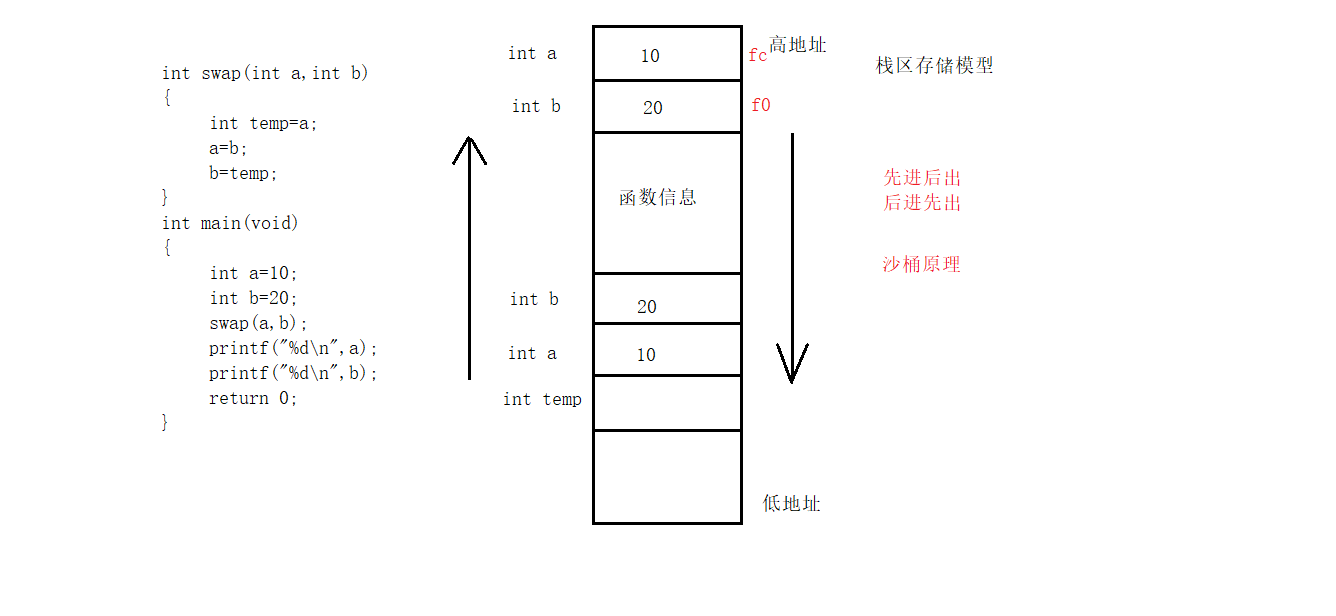 int swap(int a,int b)
{
int temp=a;
a=b;
b=temp;
}
int main(void)
{
int a=10;
int b=20;
swap(a,b);
printf("%d\n",a);
printf("%d\n",b);
return 0;
}
int a
10
fc
高地址
int b
20
f0
函数信息
int b
20
int a
10
int temp
低地址
栈区存储模型
先进后出
后进先出
沙桶原理